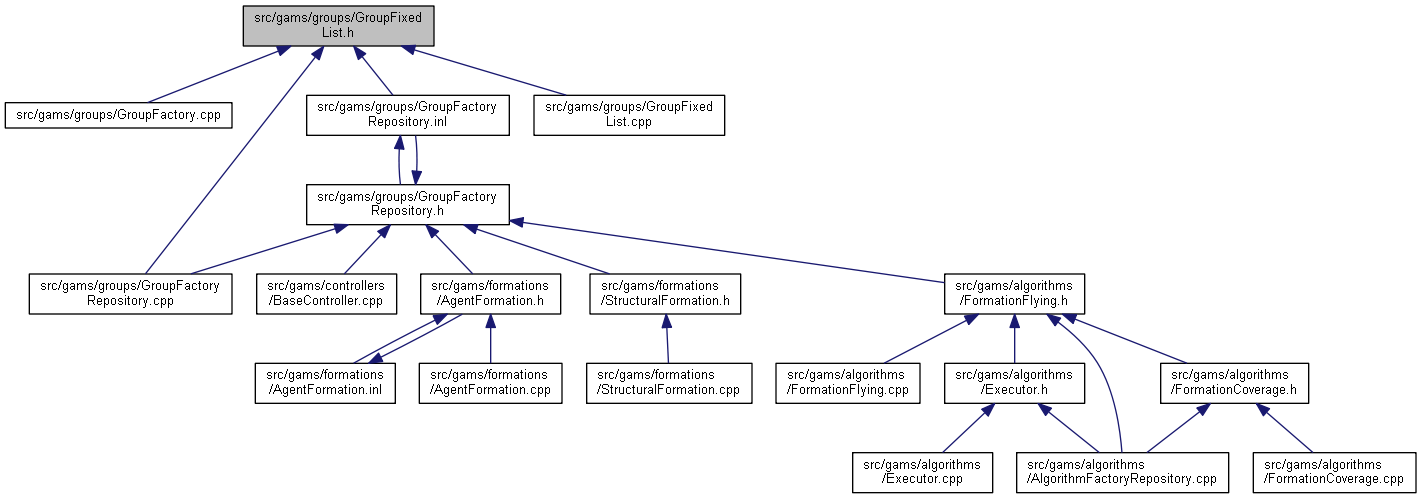 src/gams/groups/GroupFixed
List.h
src/gams/groups/GroupFactory.cpp
src/gams/groups/GroupFactory
Repository.inl
src/gams/groups/GroupFixed
List.cpp
src/gams/groups/GroupFactory
Repository.h
src/gams/groups/GroupFactory
Repository.cpp
src/gams/controllers
/BaseController.cpp
src/gams/formations
/AgentFormation.h
src/gams/formations
/StructuralFormation.h
src/gams/algorithms
/FormationFlying.h
src/gams/formations
/AgentFormation.inl
src/gams/formations
/AgentFormation.cpp
src/gams/formations
/StructuralFormation.cpp
src/gams/algorithms
/FormationFlying.cpp
src/gams/algorithms
/Executor.h
src/gams/algorithms
/FormationCoverage.h
src/gams/algorithms
/Executor.cpp
src/gams/algorithms
/AlgorithmFactoryRepository.cpp
src/gams/algorithms
/FormationCoverage.cpp